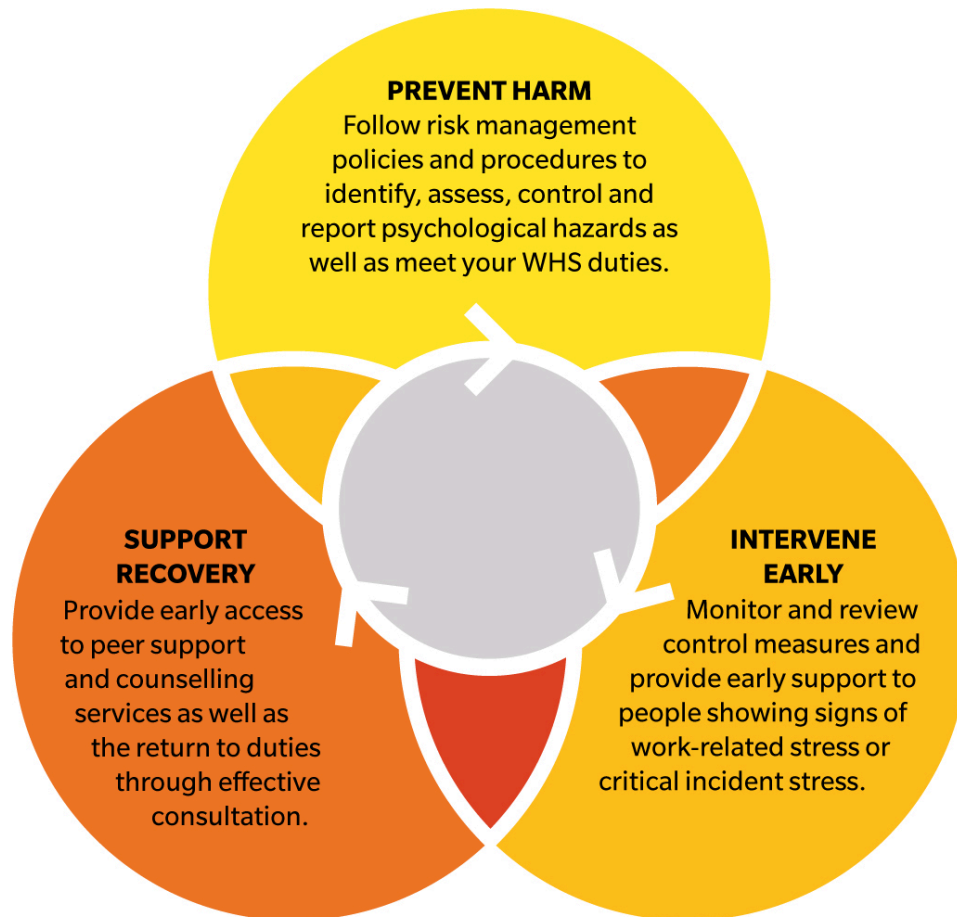 PREVENT HARM
Follow risk management
policies and procedures to
identify, assess, control and
report psychological hazards as
well as meet your WHS duties.
SUPPORT
RECOVERY
Provide early access
to peer support
and counselling
services as well as
the return to duties
through effective
consultation.
INTERVENE
EARLY
Monitor and review
control measures and
provide early support to
people showing signs of
work-related stress or
critical incident stress.